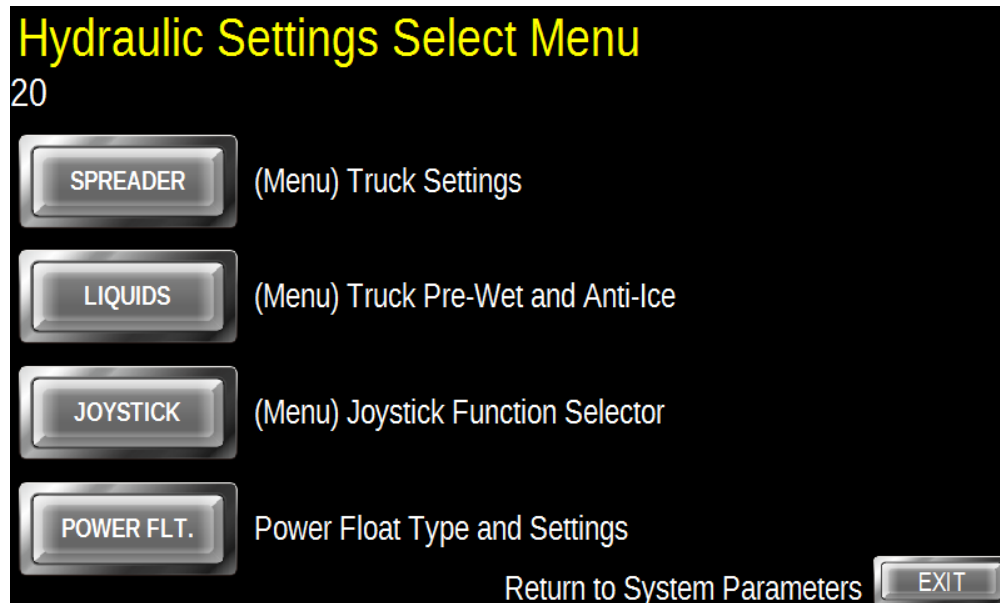 Hydraulic Settings Select Menu
20
SPREADER (Menu) Truck Settings
LIQUIDS (Menu) Truck Pre-Wet and Anti-Ice
JOYSTICK (Menu) Joystick Function Selector
POWER FLT. Power Float Type and Settings
Return to System Parameters EXIT